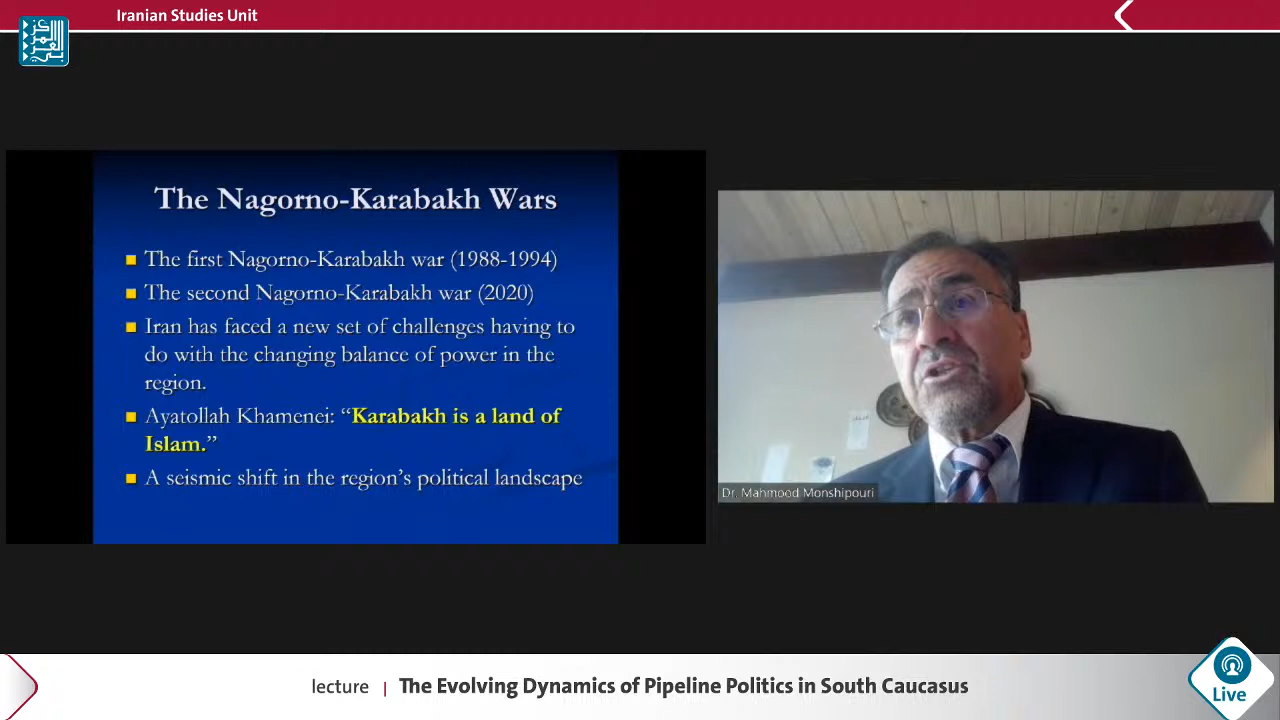 Iranian Studies Unit
المركز
العربي
The Nagorno-Karabakh Wars
The first Nagorno-Karabakh war (1988-1994)
The second Nagorno-Karabakh war (2020)
Iran has faced a new set of challenges having to
do with the changing balance of power in the
region.
Ayatollah Khamenei: “Karabakh is a land of
Islam.”
A seismic shift in the region’s political landscape
Dr. Mahmood Monshipouri
lecture | The Evolving Dynamics of Pipeline Politics in South Caucasus
Live